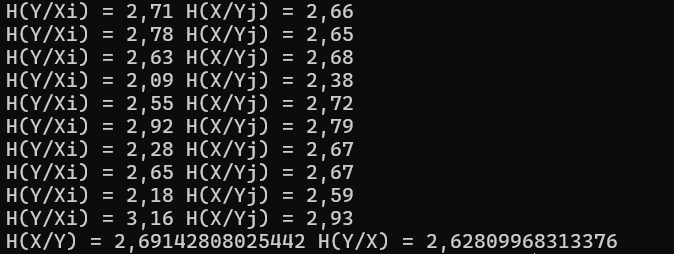 H(Y/Xi) = 2,71 H(X/Yj) = 2,66
H(Y/Xi) = 2,78 H(X/Yj) = 2,65
H(Y/Xi) = 2,63 H(X/Yj) = 2,68
H(Y/Xi) = 2,09 H(X/Yj) = 2,38
H(Y/Xi) = 2,55 H(X/Yj) = 2,72
H(Y/Xi) = 2,92 H(X/Yj) = 2,79
H(Y/Xi) = 2,28 H(X/Yj) = 2,67
H(Y/Xi) = 2,65 H(X/Yj) = 2,67
H(Y/Xi) = 2,18 H(X/Yj) = 2,59
H(Y/Xi) = 3,16 H(X/Yj) = 2,93
H(X/Y) = 2,69142808025442 H(Y/X) = 2,62809968313376